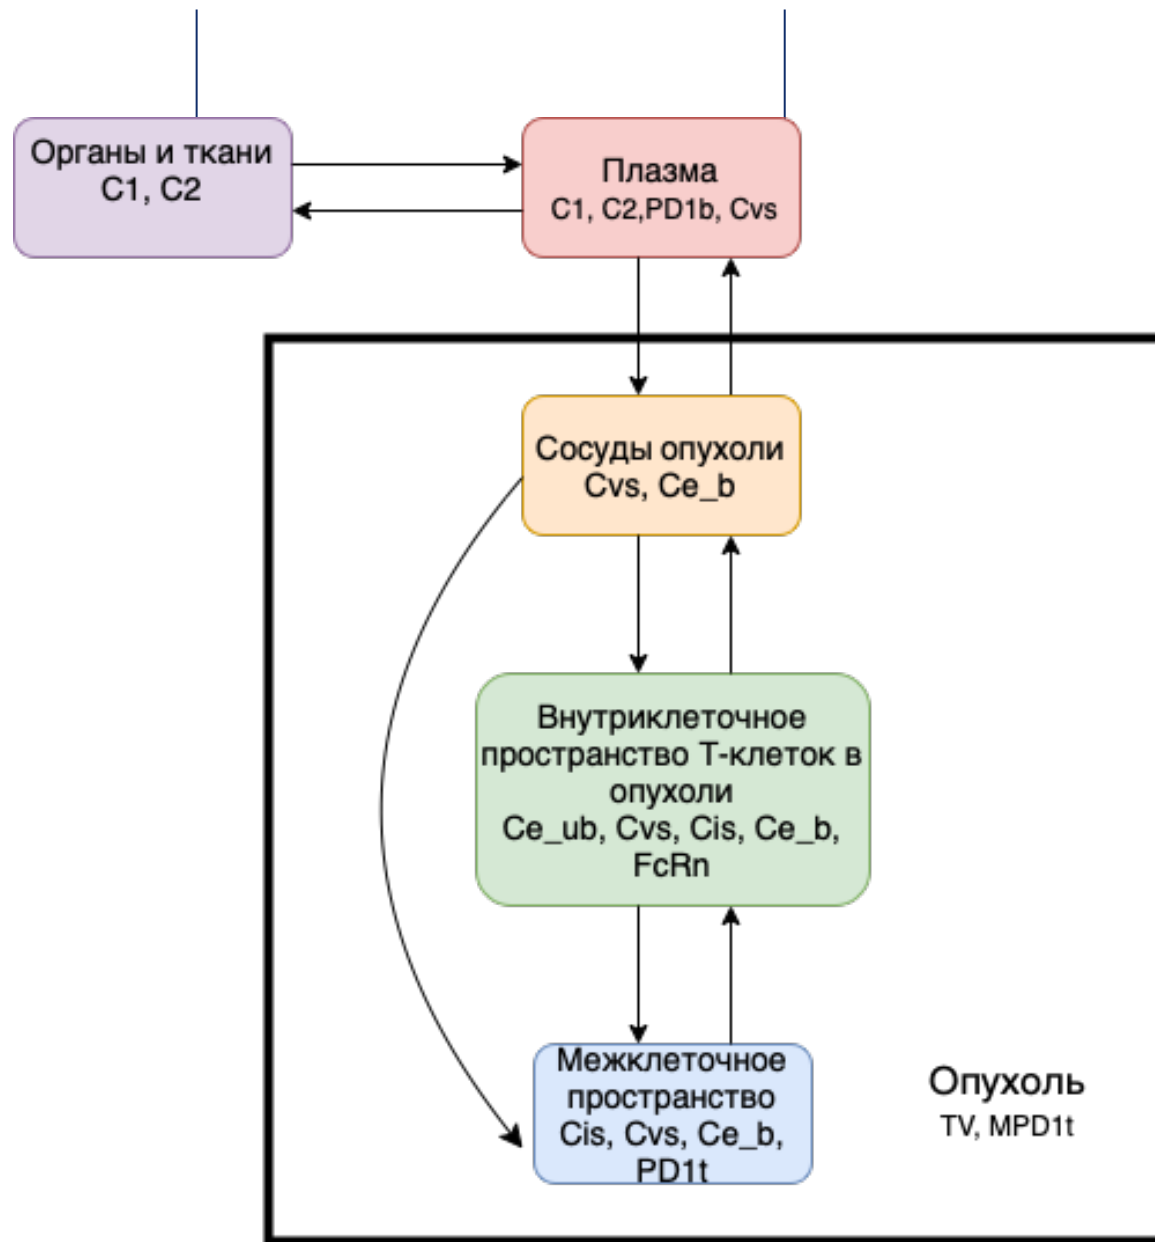 Органы и ткани
C1, C2
Плазма
C1, C2,PD1b, Cvs
Сосуды опухоли
Cvs, Ce_b
Внутриклеточное
пространство Т-клеток в
опухоли
Ce_ub, Cvs, Cis, Ce_b,
FcRn
Межклеточное
пространство
Cis, Cvs, Ce_b,
PD1t
Опухоль
TV, MPD1t